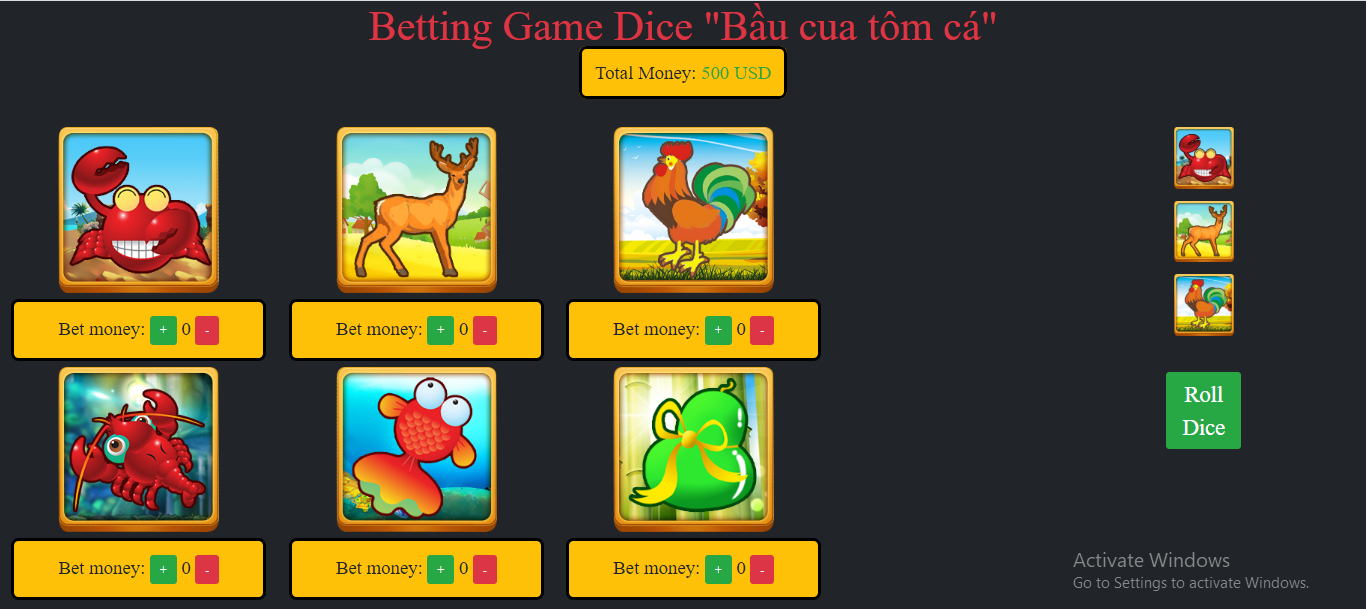 Betting Game Dice "Bầu cua tôm cá"
Total Money: 500 USD
Bet money: + 0 -
Bet money: + 0 -
Bet money: + 0 -
Roll
Dice
Bet money: + 0 -
Bet money: + 0 -
Bet money: + 0 -
Activate Windows
Go to Settings to activate Windows.